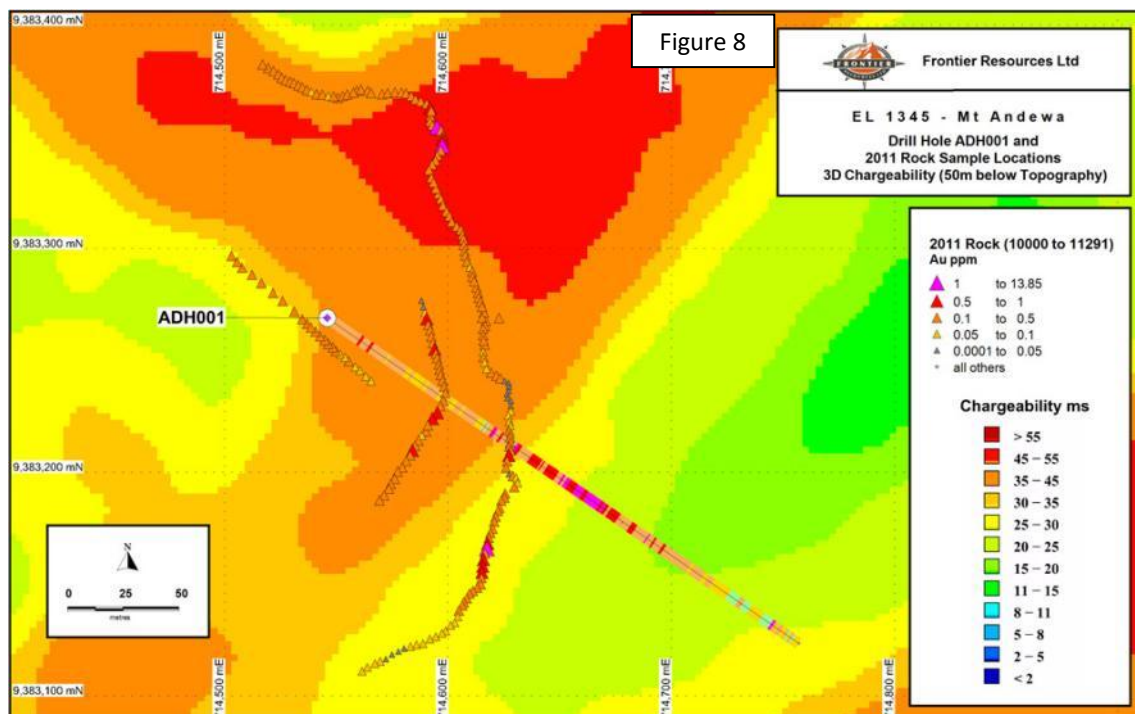 Figure 8
FRONTIER
Frontier Resources Ltd
EL 1345 - Mt Andewa
Drill Hole ADH001 and
2011 Rock Sample Locations
3D Chargeability (50m below Topography)
9,383,400 mN
714,500 mE
714,600 mE
9,383,300 mN
ADH001
9,383,200 mN
9,383,100 mN
714,500 mE
714,600 mE
714,700 mE
714,800 mE
N
0 25 50
metres
2011 Rock (10000 to 11291)
Au ppm
1 to 13.85
0.5 to 1
0.1 to 0.5
0.05 to 0.1
0.0001 to 0.05
all others
Chargeability ms
> 55
45 – 55
35 – 45
30 – 35
25 – 30
20 – 25
15 – 20
11 – 15
8 – 11
5 – 8
2 – 5
< 2